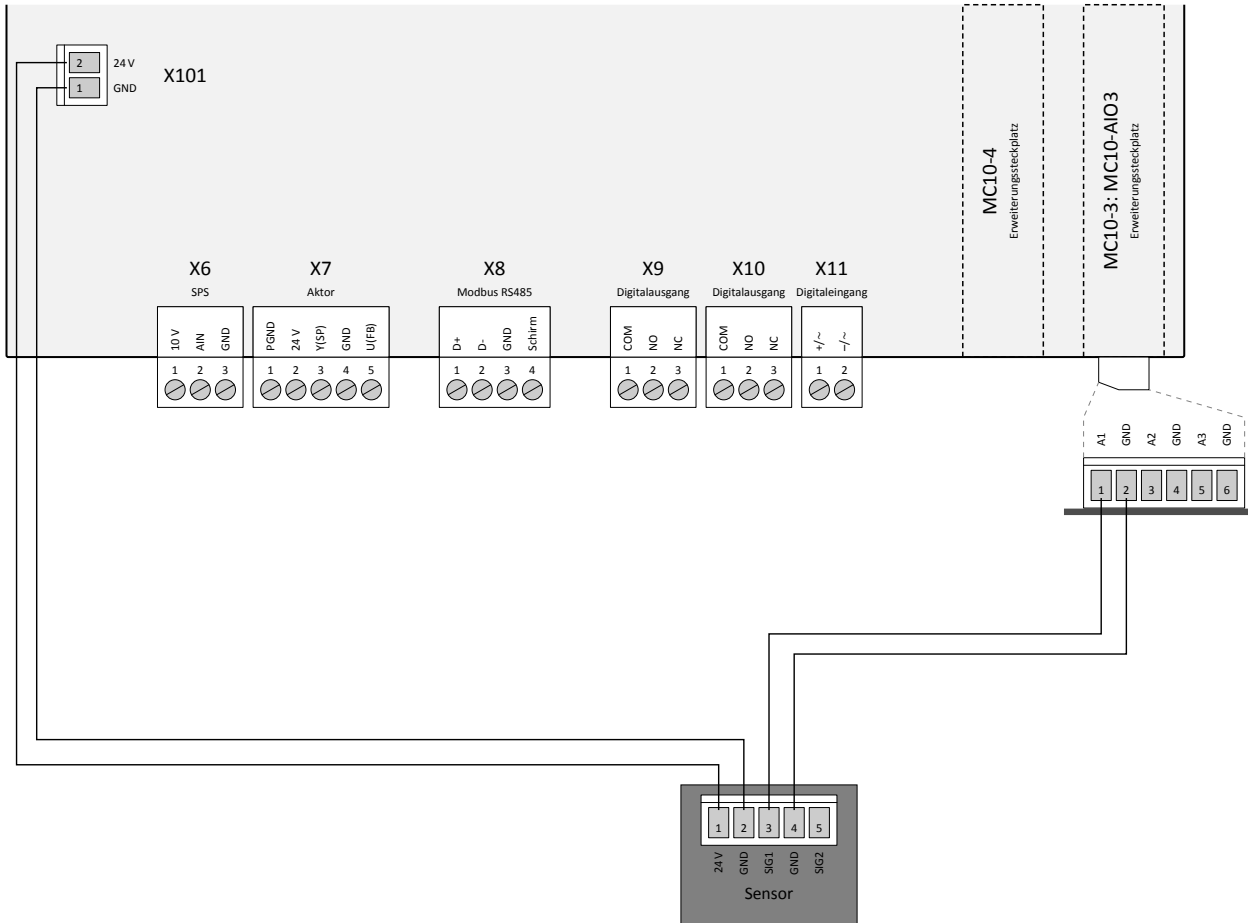 2 24 V
X101
1 GND
MC10-4
Erweiterungssteckplatz
MC10-3: MC10-AIO3
Erweiterungssteckplatz
X6
SPS
10 V AIN GND
1 2 3
X7
Aktor
PGND 24 V Y(SP) GND U(FB)
1 2 3 4 5
X8
Modbus RS485
D+ D- GND Schirm
1 2 3 4
X9
Digitalausgang
COM NO NC
1 2 3
X10
Digitalausgang
COM NO NC
1 2 3
X11
Digitaleingang
+/~ −/~
1 2
A1 GND A2 GND A3 GND
1 2 3 4 5 6
1 2 3 4 5
24 V GND SIG1 GND SIG2
Sensor